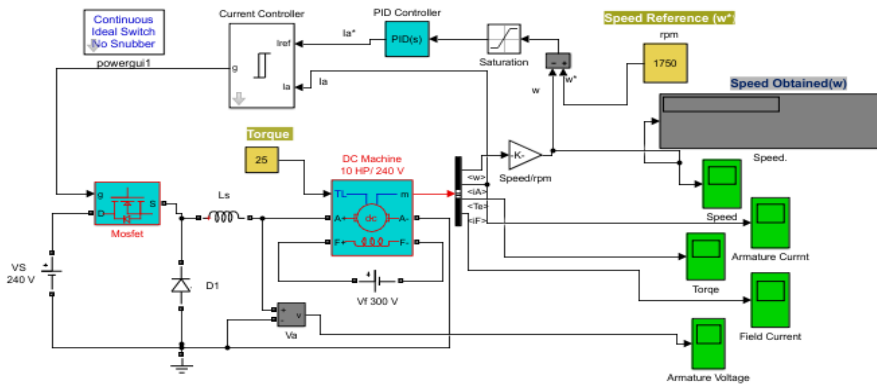 Continuous
Ideal Switch
No Snubber
powergui1
Current Controller
Iref
g
Ia
Ia*
Ia
PID Controller
PID(s)
Saturation
w
w*
Speed Reference (w*)
rpm
1750
Speed Obtained(w)
Speed.
Torque
25
DC Machine
10 HP/ 240 V
TL
m
A+
dc
A-
F+
F-
<w>
<iA>
<Te>
<iF>
-K-
Speed/rpm
Speed
Armature Currnt
Torqe
Field Current
Armature Voltage
g
D
S
Mosfet
Ls
VS
240 V
+
D1
+
Vf 300 V
+
-
v
Va